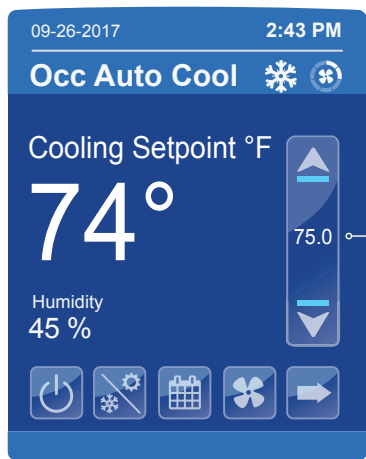 09-26-2017 2:43 PM
Occ Auto Cool
Cooling Setpoint °F
74°
75.0
Humidity
45 %